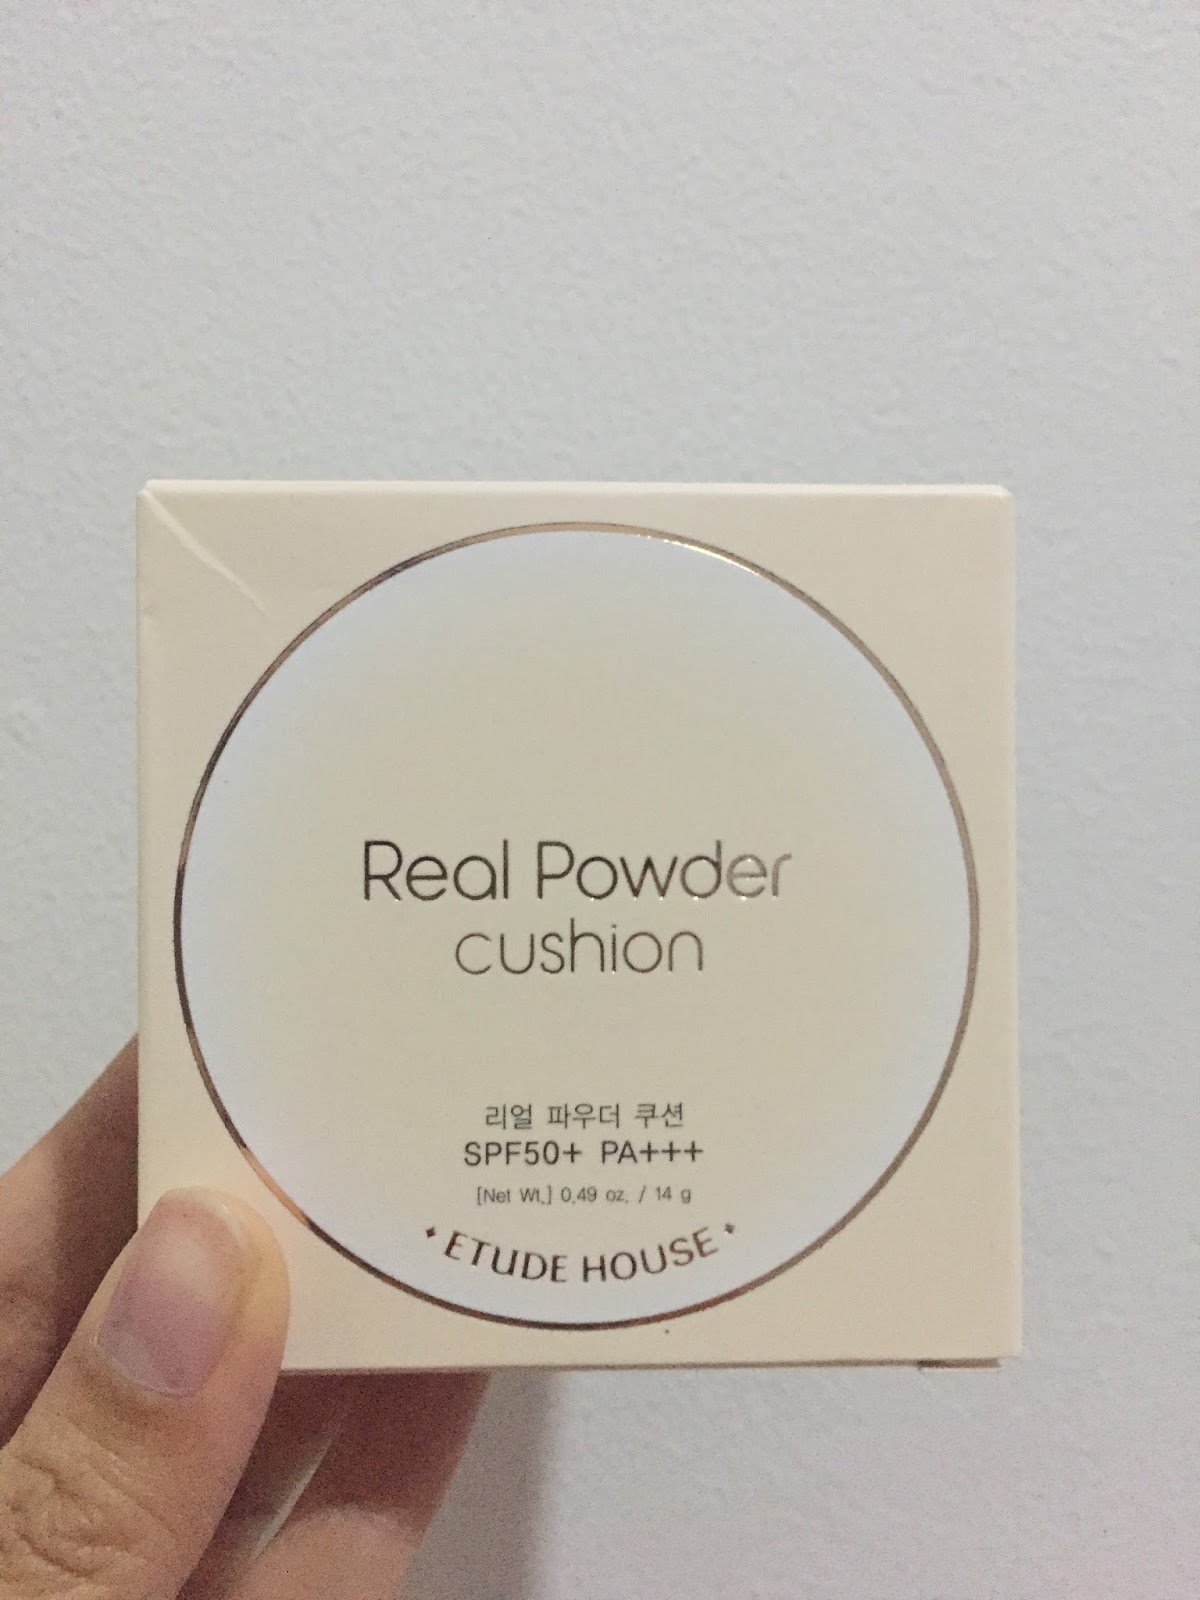 Real Powder
cushion
리얼 파우더 쿠션
SPF50+ PA+++
[Net Wt.] 0.49 oz. / 14 g
ETUDE HOUSE